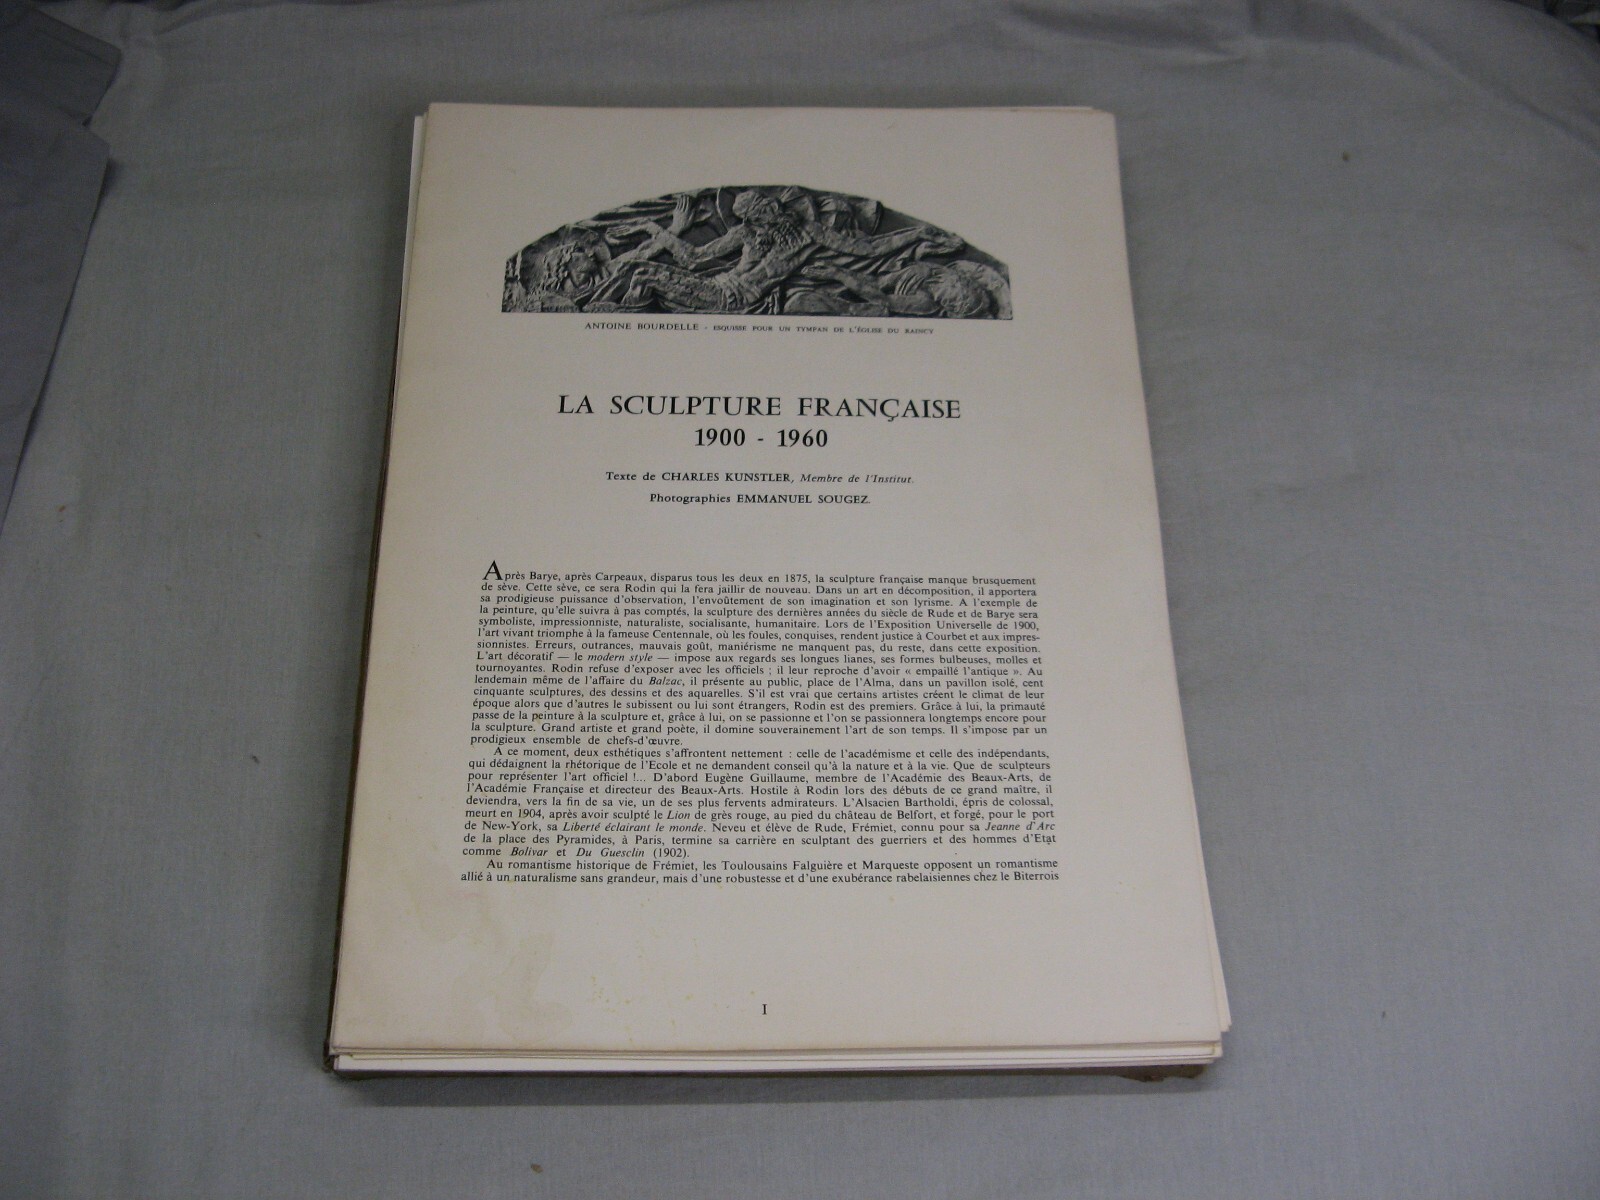 ANTOINE BOURDELLE - ESQUISSE POUR UN TYMPAN DE L'ÉGLISE DU RAINCY
LA SCULPTURE FRANÇAISE
1900 - 1960
Texte de CHARLES KUNSTLER, Membre de l'Institut.
Photographies EMMANUEL SOUGEZ.
Après Barye, après Carpeaux, disparus tous les deux en 1875, la sculpture française manque brusquement
de sève. Cette sève, ce sera Rodin qui la fera jaillir de nouveau. Dans un art en décomposition, il apportera
sa prodigieuse puissance d'observation, l'envoûtement de son imagination et son lyrisme. A l'exemple de
la peinture, qu'elle suivra à pas comptés, la sculpture des dernières années du siècle de Rude et de Barye sera
symboliste, impressionniste, naturaliste, socialisante, humanitaire. Lors de l'Exposition Universelle de 1900,
l'art vivant triomphe à la fameuse Centennale, où les foules, conquises, rendent justice à Courbet et aux impres-
sionnistes. Erreurs, outrances, mauvais goût, maniérisme ne manquent pas, du reste, dans cette exposition.
L'art décoratif — le modern style — impose aux regards ses longues lianes, ses formes bulbeuses, molles et
tournoyantes. Rodin refuse d'exposer avec les officiels ; il leur reproche d'avoir « empaillé l'antique ». Au
lendemain même de l'affaire du Balzac, il présente au public, place de l'Alma, dans un pavillon isolé, cent
cinquante sculptures, des dessins et des aquarelles. S'il est vrai que certains artistes créent le climat de leur
époque alors que d'autres le subissent ou lui sont étrangers, Rodin est des premiers. Grâce à lui, la primauté
passe de la peinture à la sculpture et, grâce à lui, on se passionne et l'on se passionnera longtemps encore pour
la sculpture. Grand artiste et grand poète, il domine souverainement l'art de son temps. Il s'impose par un
prodigieux ensemble de chefs-d'œuvre.
A ce moment, deux esthétiques s'affrontent nettement : celle de l'académisme et celle des indépendants,
qui dédaignent la rhétorique de l'Ecole et ne demandent conseil qu'à la nature et à la vie. Que de sculpteurs
pour représenter l'art officiel !... D'abord Eugène Guillaume, membre de l'Académie des Beaux-Arts, de
l'Académie Française et directeur des Beaux-Arts. Hostile à Rodin lors des débuts de ce grand maître, il
deviendra, vers la fin de sa vie, un de ses plus fervents admirateurs. L'Alsacien Bartholdi, épris de colossal,
meurt en 1904, après avoir sculpté le Lion de grès rouge, au pied du château de Belfort, et forgé, pour le port
de New-York, sa Liberté éclairant le monde. Neveu et élève de Rude, Frémiet, connu pour sa Jeanne d'Arc
de la place des Pyramides, à Paris, termine sa carrière en sculptant des guerriers et des hommes d'Etat
comme Bolivar et Du Guesclin (1902).
Au romantisme historique de Frémiet, les Toulousains Falguière et Marqueste opposent un romantisme
allié à un naturalisme sans grandeur, mais d'une robustesse et d'une exubérance rabelaisiennes chez le Biterrois
I